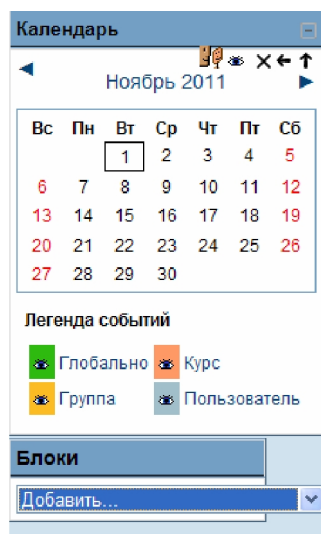 Календарь
Ноябрь 2011
Вс Пн Вт Ср Чт Пт Сб
1 2 3 4 5
6 7 8 9 10 11 12
13 14 15 16 17 18 19
20 21 22 23 24 25 26
27 28 29 30
Легенда событий
Глобально Курс
Группа Пользователь
Блоки
Добавить...